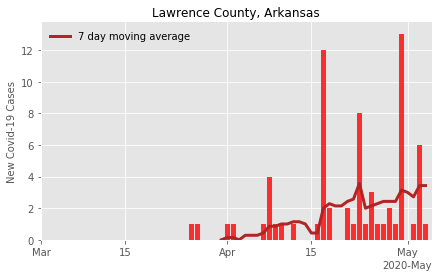 Lawrence County, Arkansas
7 day moving average
New Covid-19 Cases
12
10
8
6
4
2
0
Mar 15 Apr 15 May
2020-May